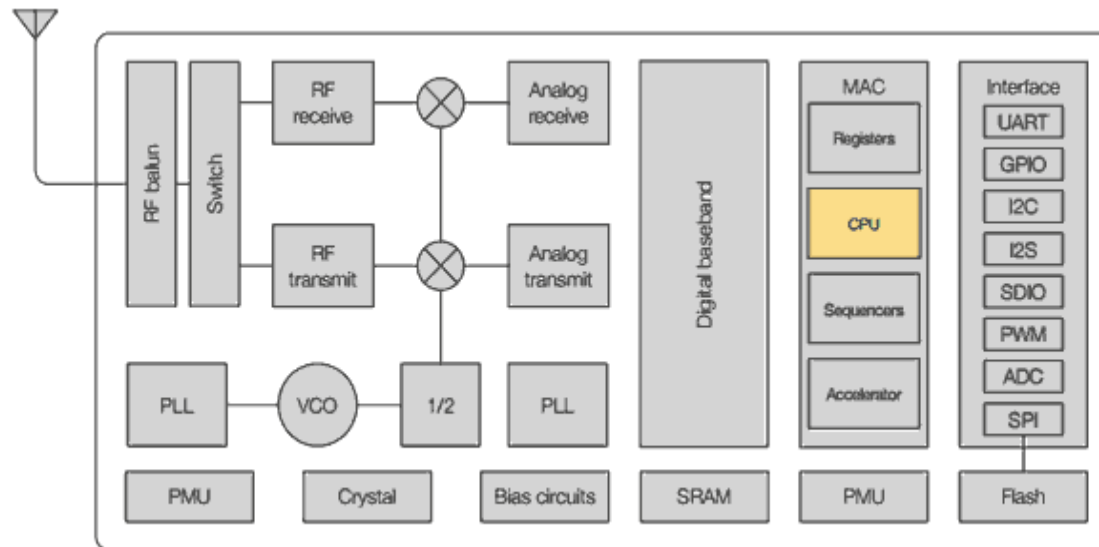 RF balun
Switch
RF
receive
Analog
receive
RF
transmit
Analog
transmit
PLL
VCO
1/2
PLL
Digital baseband
MAC
Registers
CPU
Sequencers
Accelerator
Interface
UART
GPIO
I2C
I2S
SDIO
PWM
ADC
SPI
PMU
Crystal
Bias circuits
SRAM
PMU
Flash